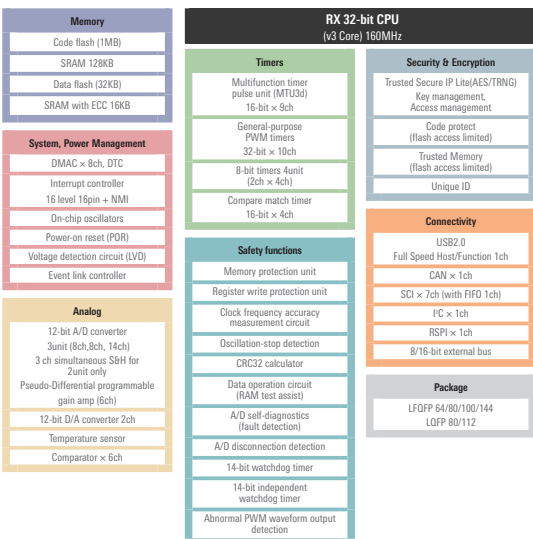 Memory
Code flash (1MB)
SRAM 128KB
Data flash (32KB)
SRAM with ECC 16KB
System, Power Management
DMAC × 8ch, DTC
Interrupt controller
16 level 16pin + NMI
On-chip oscillators
Power-on reset (POR)
Voltage detection circuit (LVD)
Event link controller
Analog
12-bit A/D converter
3unit (8ch,8ch, 14ch)
3 ch simultaneous S&H for
2unit only
Pseudo-Differential programmable
gain amp (6ch)
12-bit D/A converter 2ch
Temperature sensor
Comparator × 6ch
RX 32-bit CPU
(v3 Core) 160MHz
Timers
Multifunction timer
pulse unit (MTU3d)
16-bit × 9ch
General-purpose
PWM timers
32-bit × 10ch
8-bit timers 4unit
(2ch × 4ch)
Compare match timer
16-bit × 4ch
Safety functions
Memory protection unit
Register write protection unit
Clock frequency accuracy
measurement circuit
Oscillation-stop detection
CRC32 calculator
Data operation circuit
(RAM test assist)
A/D self-diagnostics
(fault detection)
A/D disconnection detection
14-bit watchdog timer
14-bit independent
watchdog timer
Abnormal PWM waveform output
detection
Security & Encryption
Trusted Secure IP Lite(AES/TRNG)
Key management,
Access management
Code protect
(flash access limited)
Trusted Memory
(flash access limited)
Unique ID
Connectivity
USB2.0
Full Speed Host/Function 1ch
CAN × 1ch
SCI × 7ch (with FIFO 1ch)
I²C × 1ch
RSPI × 1ch
8/16-bit external bus
Package
LFQFP 64/80/100/144
LQFP 80/112